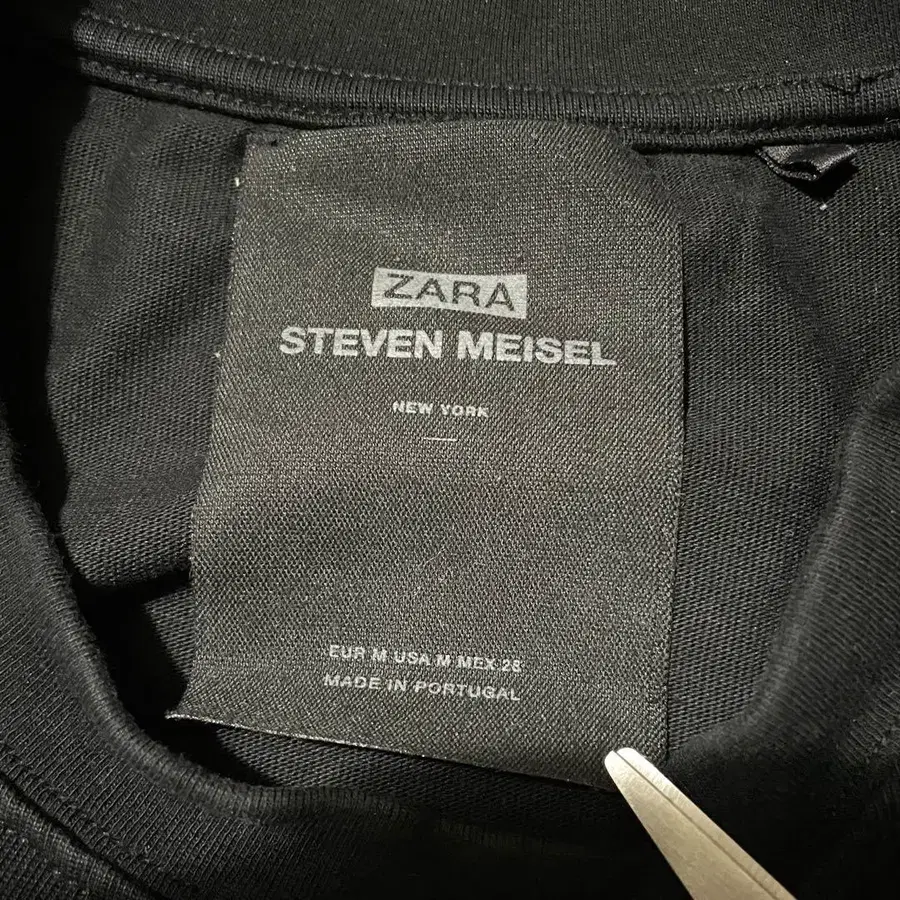 ZARA
STEVEN MEISEL
NEW YORK
EUR M USA M MEX 28
MADE IN PORTUGAL